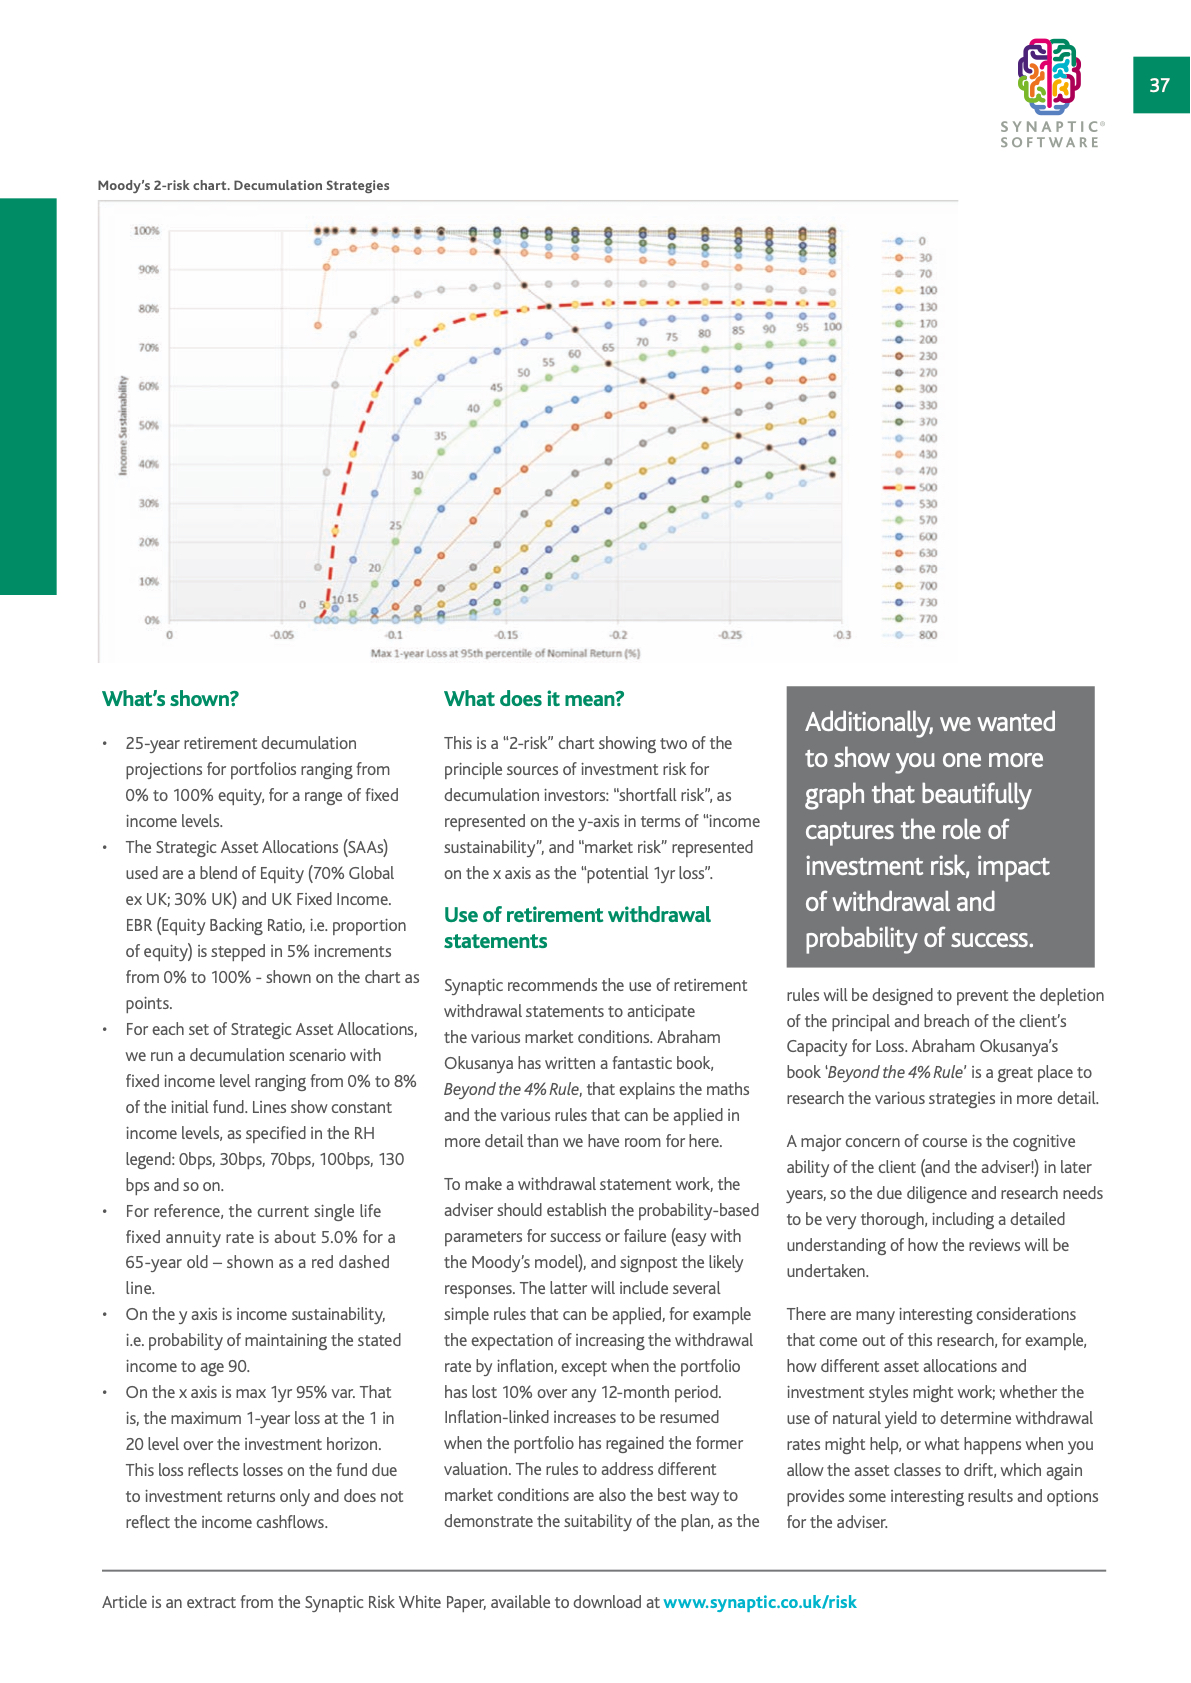 SYNAPTIC®
SOFTWARE
37
Moody’s 2-risk chart. Decumulation Strategies
100%
90%
80%
70%
60%
50%
40%
30%
20%
10%
0%
Income Sustainability
0
-0.05
-0.1
-0.15
-0.2
-0.25
-0.3
Max 1-year Loss at 95th percentile of Nominal Return (%)
0
5
10
15
20
25
30
35
40
45
50
55
60
65
70
75
80
85
90
95
100
0
30
70
100
130
170
200
230
270
300
330
370
400
430
470
500
530
570
600
630
670
700
730
770
800
What’s shown?
• 25-year retirement decumulation
projections for portfolios ranging from
0% to 100% equity, for a range of fixed
income levels.
• The Strategic Asset Allocations (SAAs)
used are a blend of Equity (70% Global
ex UK; 30% UK) and UK Fixed Income.
EBR (Equity Backing Ratio, i.e. proportion
of equity) is stepped in 5% increments
from 0% to 100% - shown on the chart as
points.
• For each set of Strategic Asset Allocations,
we run a decumulation scenario with
fixed income level ranging from 0% to 8%
of the initial fund. Lines show constant
income levels, as specified in the RH
legend: 0bps, 30bps, 70bps, 100bps, 130
bps and so on.
• For reference, the current single life
fixed annuity rate is about 5.0% for a
65-year old – shown as a red dashed
line.
• On the y axis is income sustainability,
i.e. probability of maintaining the stated
income to age 90.
• On the x axis is max 1yr 95% var. That
is, the maximum 1-year loss at the 1 in
20 level over the investment horizon.
This loss reflects losses on the fund due
to investment returns only and does not
reflect the income cashflows.
What does it mean?
This is a “2-risk” chart showing two of the
principle sources of investment risk for
decumulation investors: “shortfall risk”, as
represented on the y-axis in terms of “income
sustainability”, and “market risk” represented
on the x axis as the “potential 1yr loss”.
Use of retirement withdrawal
statements
Synaptic recommends the use of retirement
withdrawal statements to anticipate
the various market conditions. Abraham
Okusanya has written a fantastic book,
Beyond the 4% Rule, that explains the maths
and the various rules that can be applied in
more detail than we have room for here.
To make a withdrawal statement work, the
adviser should establish the probability-based
parameters for success or failure (easy with
the Moody’s model), and signpost the likely
responses. The latter will include several
simple rules that can be applied, for example
the expectation of increasing the withdrawal
rate by inflation, except when the portfolio
has lost 10% over any 12-month period.
Inflation-linked increases to be resumed
when the portfolio has regained the former
valuation. The rules to address different
market conditions are also the best way to
demonstrate the suitability of the plan, as the
Additionally, we wanted
to show you one more
graph that beautifully
captures the role of
investment risk, impact
of withdrawal and
probability of success.
rules will be designed to prevent the depletion
of the principal and breach of the client’s
Capacity for Loss. Abraham Okusanya’s
book ‘Beyond the 4% Rule’ is a great place to
research the various strategies in more detail.
A major concern of course is the cognitive
ability of the client (and the adviser!) in later
years, so the due diligence and research needs
to be very thorough, including a detailed
understanding of how the reviews will be
undertaken.
There are many interesting considerations
that come out of this research, for example,
how different asset allocations and
investment styles might work; whether the
use of natural yield to determine withdrawal
rates might help, or what happens when you
allow the asset classes to drift, which again
provides some interesting results and options
for the adviser.
Article is an extract from the Synaptic Risk White Paper, available to download at www.synaptic.co.uk/risk